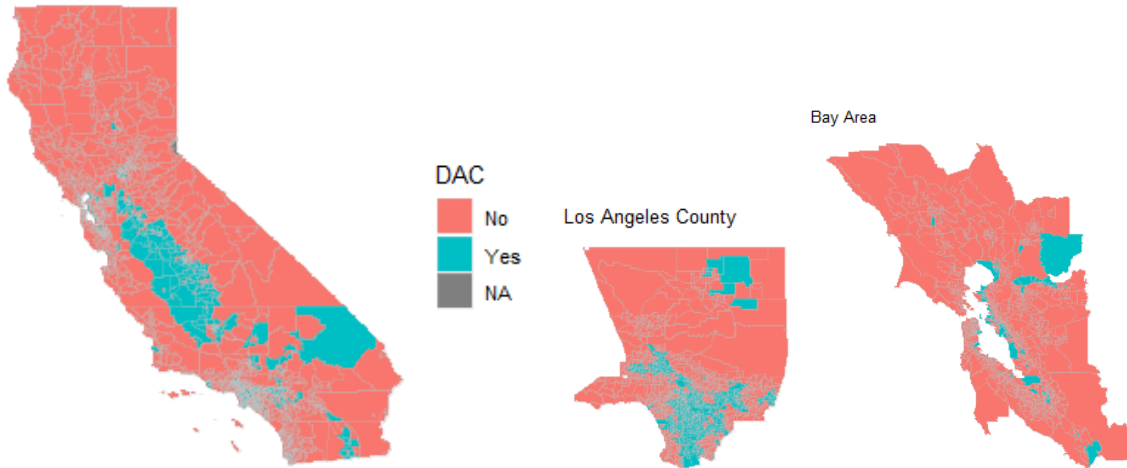 DAC
No
Yes
NA
Los Angeles County
Bay Area